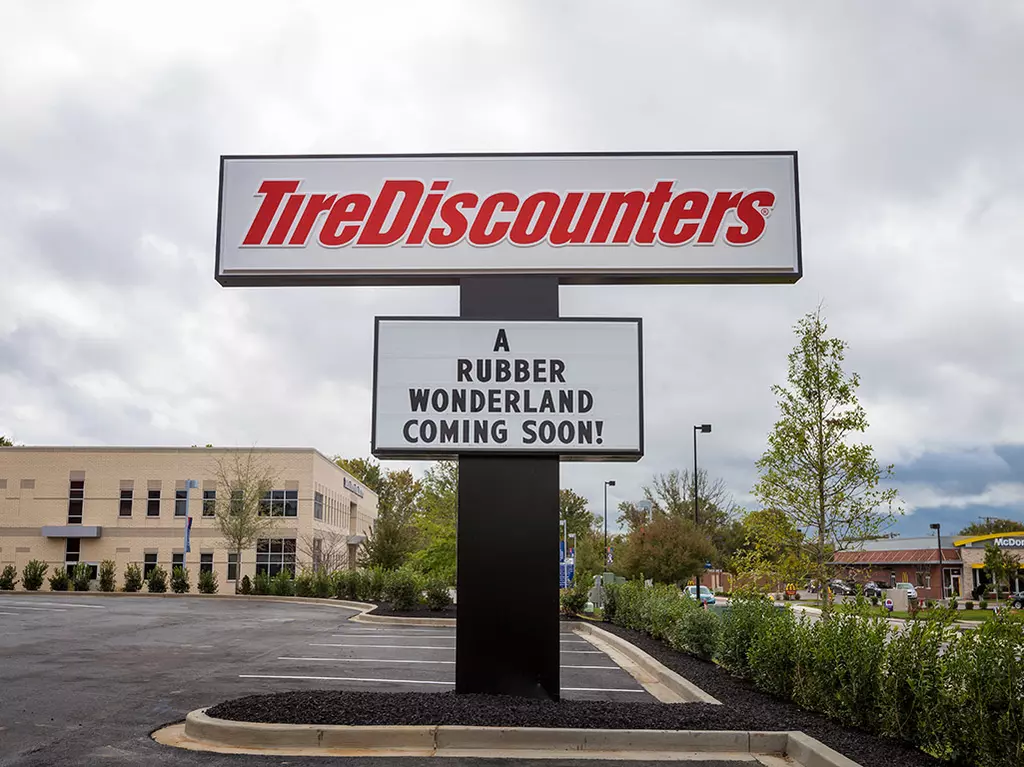 TireDiscounters®
A
RUBBER
WONDERLAND
COMING SOON!
McDon